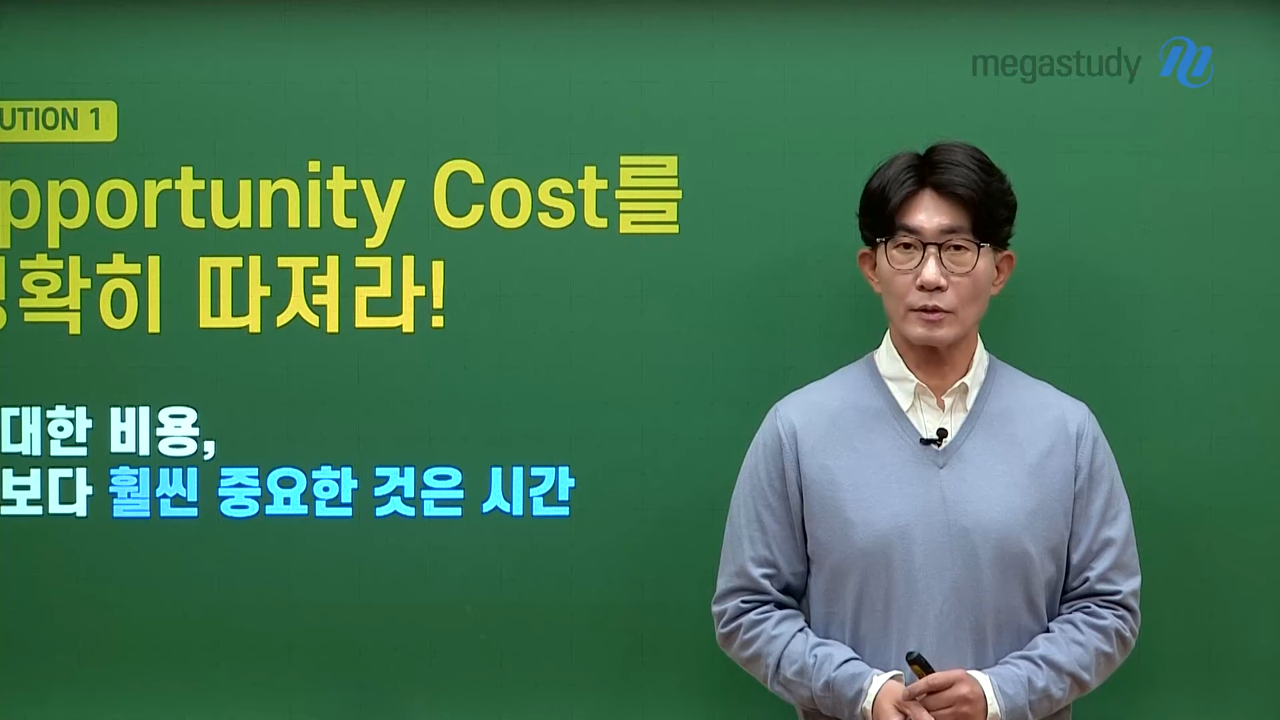 megastudy
UTION 1
pportunity Cost를
확히 따져라!
대한 비용,
보다 훨씬 중요한 것은 시간